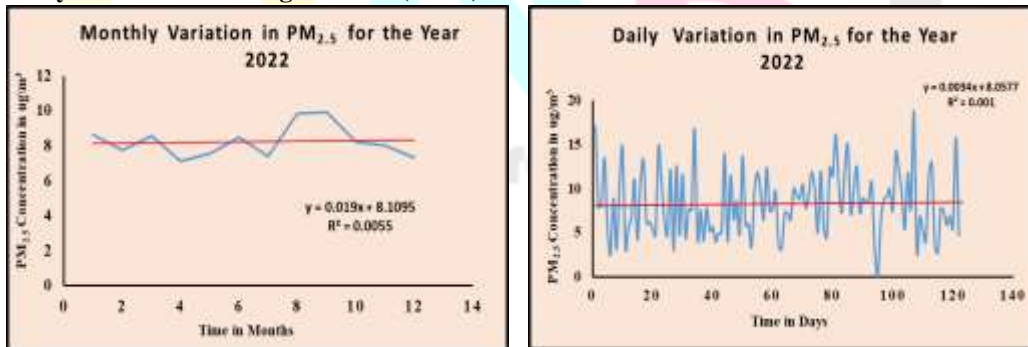 Monthly Variation in PM2.5 for the Year
2022
PM2.5 Concentration in ug/m³
12
10
8
6
4
2
0
y = 0.019x + 8.1095
R² = 0.0055
0 2 4 6 8 10 12 14
Time in Months
Daily Variation in PM2.5 for the Year
2022
PM2.5 Concentration in ug/m³
20
15
10
5
0
y = 0.0034x + 8.0577
R² = 0.001
0 20 40 60 80 100 120 140
Time in Days